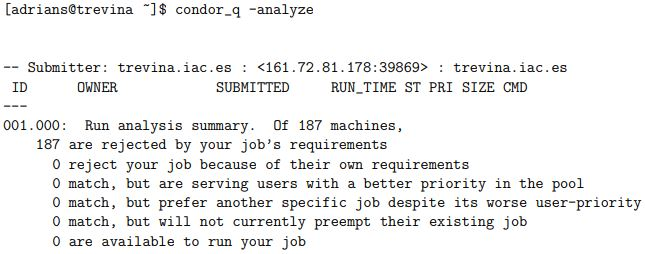 [adrians@trevina ~]$ condor_q -analyze
-- Submitter: trevina.iac.es : <161.72.81.178:39869> : trevina.iac.es
ID OWNER SUBMITTED RUN_TIME ST PRI SIZE CMD
---
001.000: Run analysis summary. Of 187 machines,
187 are rejected by your job's requirements
0 reject your job because of their own requirements
0 match, but are serving users with a better priority in the pool
0 match, but prefer another specific job despite its worse user-priority
0 match, but will not currently preempt their existing job
0 are available to run your job